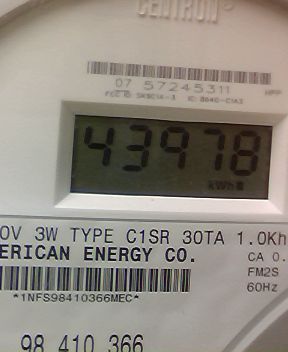 CENTRON
07 57245311
43978
kWh
0V 3W TYPE C1SR 30TA 1.0Kh
ERICAN ENERGY CO.
CA 0.
FM2S
60Hz
*1NFS98410366MEC*
98 410 366